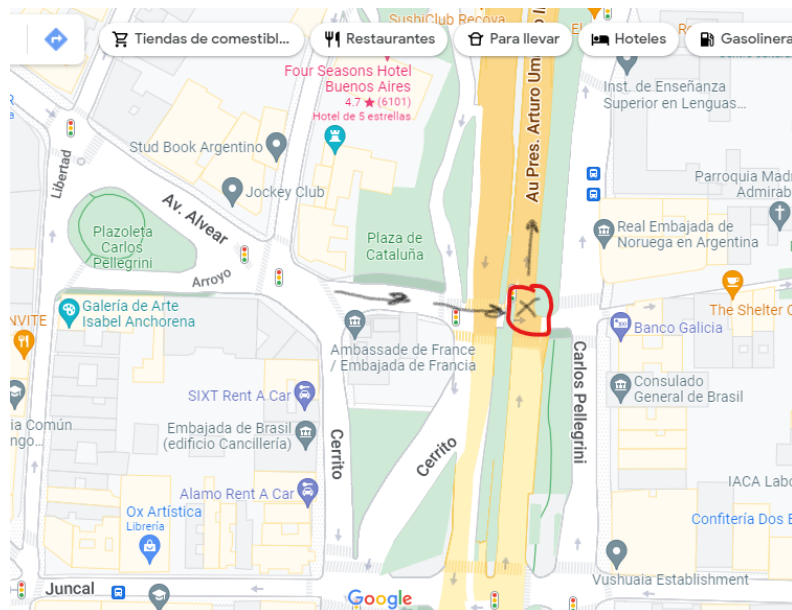 SushiClub Recova
Tiendas de comestibl...
Restaurantes
Para llevar
Hoteles
Gasolinera
Four Seasons Hotel
Buenos Aires
4.7 ★ (6101)
Hotel de 5 estrellas
Au Pres. Arturo Um
Inst. de Enseñanza
Superior en Lenguas...
Stud Book Argentino
Libertad
Jockey Club
Parroquia Mad
Admirab
Av. Alvear
Plazoleta
Carlos
Pellegrini
Plaza de
Cataluña
Real Embajada de
Noruega en Argentina
Arroyo
Galería de Arte
Isabel Anchorena
The Shelter C
NVITE
Ambassade de France
/ Embajada de Francia
Banco Galicia
Carlos Pellegrini
SIXT Rent A Car
Consulado
General de Brasil
ia Común
ngo...
Embajada de Brasil
(edificio Cancillería)
Cerrito
Cerrito
Alamo Rent A Car
IACA Labo
Ox Artística
Librería
Confitería Dos E
Vushuaia Establishment
Juncal
Google